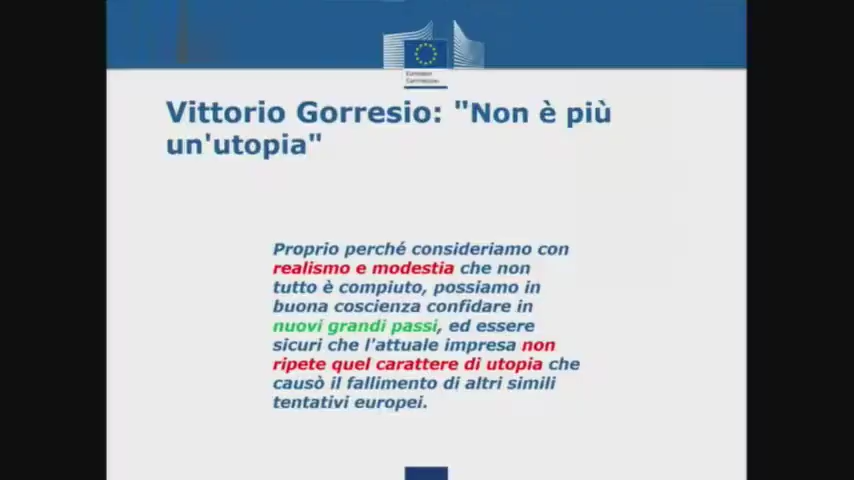 European
Commission
Vittorio Gorresio: "Non è più
un'utopia"
Proprio perché consideriamo con
realismo e modestia che non
tutto è compiuto, possiamo in
buona coscienza confidare in
nuovi grandi passi, ed essere
sicuri che l'attuale impresa non
ripete quel carattere di utopia che
causò il fallimento di altri simili
tentativi europei.